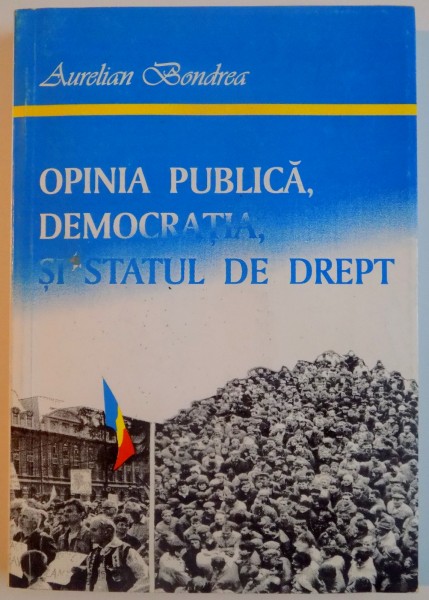 Aurelian Bondrea
OPINIA PUBLICĂ,
DEMOCRAȚIA,
ȘI STATUL DE DREPT